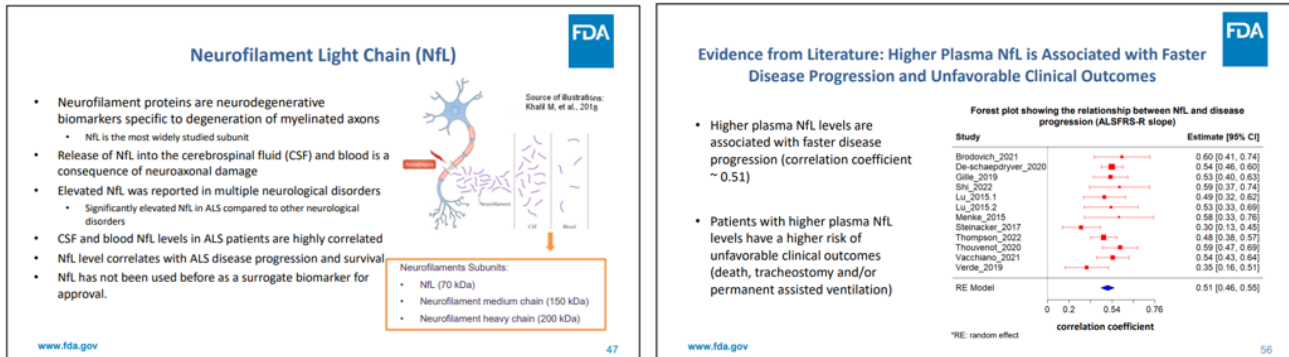 FDA
Neurofilament Light Chain (NfL)
• Neurofilament proteins are neurodegenerative
biomarkers specific to degeneration of myelinated axons
• NfL is the most widely studied subunit
• Release of NfL into the cerebrospinal fluid (CSF) and blood is a
consequence of neuroaxonal damage
• Elevated NfL was reported in multiple neurological disorders
• Significantly elevated NfL in ALS compared to other neurological
disorders
• CSF and blood NfL levels in ALS patients are highly correlated
• NfL level correlates with ALS disease progression and survival
• NfL has not been used before as a surrogate biomarker for
approval.
Source of illustrations:
Khalil M, et al., 2018
Neurofilament
CSF
Blood
Neurofilaments Subunits:
• NfL (70 kDa)
• Neurofilament medium chain (150 kDa)
• Neurofilament heavy chain (200 kDa)
www.fda.gov
47
FDA
Evidence from Literature: Higher Plasma NfL is Associated with Faster
Disease Progression and Unfavorable Clinical Outcomes
• Higher plasma NfL levels are
associated with faster disease
progression (correlation coefficient
~ 0.51)
• Patients with higher plasma NfL
levels have a higher risk of
unfavorable clinical outcomes
(death, tracheostomy and/or
permanent assisted ventilation)
Forest plot showing the relationship between NfL and disease
progression (ALSFRS-R slope)
Study Estimate [95% CI]
Brodovich_2021 0.60 [0.41, 0.74]
De-schaepdryver_2020 0.54 [0.46, 0.60]
Gille_2019 0.53 [0.40, 0.63]
Shi_2022 0.59 [0.37, 0.74]
Lu_2015.1 0.49 [0.32, 0.62]
Lu_2015.2 0.53 [0.33, 0.69]
Menke_2015 0.58 [0.33, 0.76]
Steinacker_2017 0.30 [0.13, 0.45]
Thompson_2022 0.48 [0.38, 0.57]
Thouvenot_2020 0.59 [0.47, 0.69]
Vacchiano_2021 0.54 [0.43, 0.64]
Verde_2019 0.35 [0.16, 0.51]
RE Model 0.51 [0.46, 0.55]
0 0.2 0.54 0.76
correlation coefficient
*RE: random effect
www.fda.gov
56